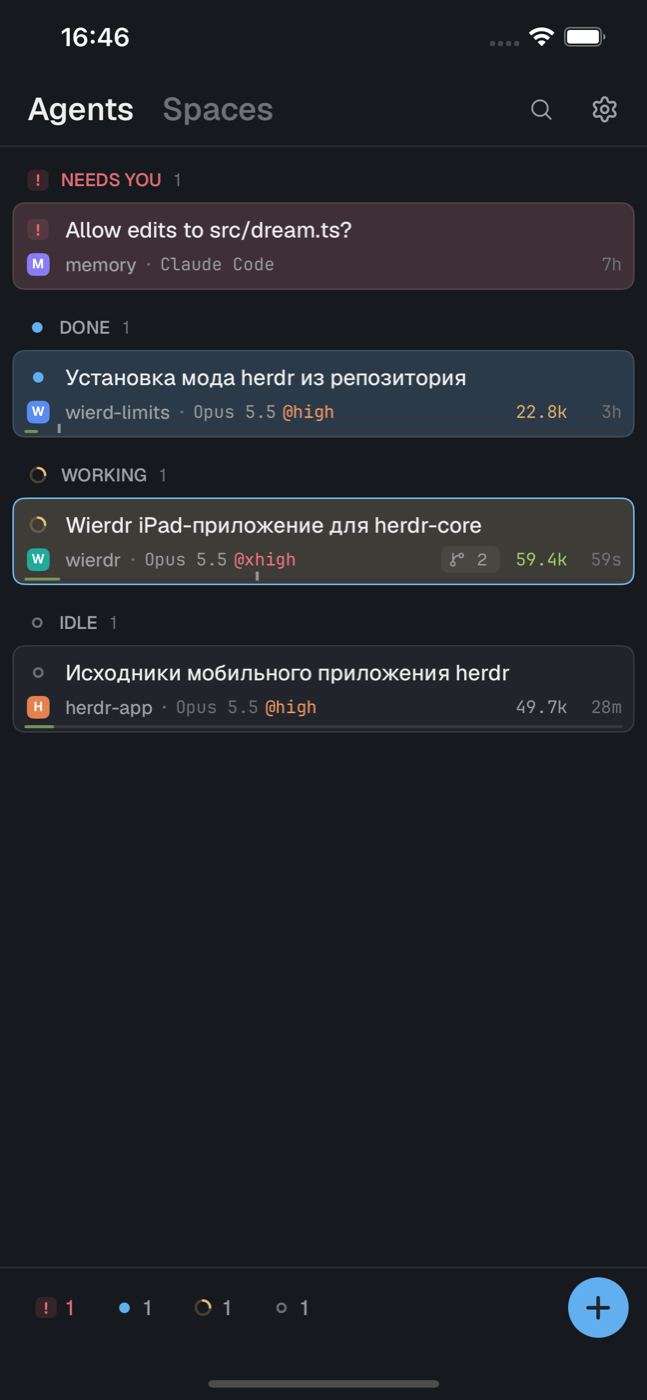 16:46
Agents Spaces
! NEEDS YOU 1
! Allow edits to src/dream.ts?
M memory · Claude Code 7h
DONE 1
Установка мода herdr из репозитория
W wierd-limits · Opus 5.5 @high 22.8k 3h
WORKING 1
Wierdr iPad-приложение для herdr-core
W wierdr · Opus 5.5 @xhigh 2 59.4k 59s
IDLE 1
Исходники мобильного приложения herdr
H herdr-app · Opus 5.5 @high 49.7k 28m
! 1 1 1 1